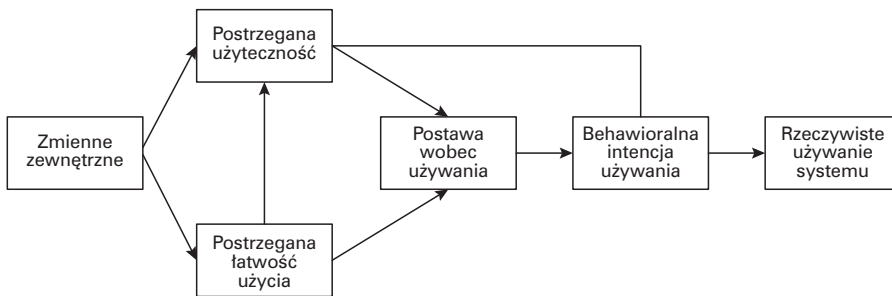 Postrzegana
użyteczność
Zmienne
zewnętrzne
Postawa
wobec
używania
Behawioralna
intencja
używania
Rzeczywiste
używanie
systemu
Postrzegana
łatwość
użycia